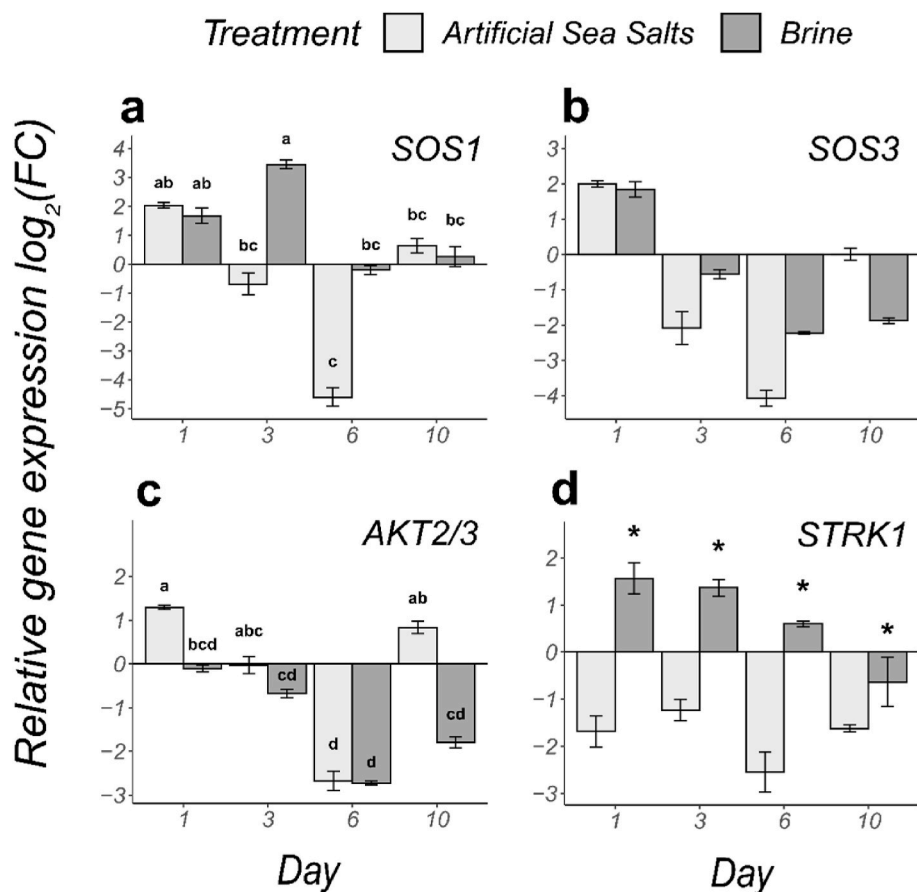 Treatment Artificial Sea Salts Brine
Relative gene expression log₂(FC)
a
SOS1
4
3
2
1
0
−1
−2
−3
−4
−5
ab ab bc a c bc bc bc
1 3 6 10
b
SOS3
3
2
1
0
−1
−2
−3
−4
1 3 6 10
c
AKT2/3
2
1
0
−1
−2
−3
a bcd abc cd d d ab cd
1 3 6 10
Day
d
STRK1
2
1
0
−1
−2
−3
* * * *
1 3 6 10
Day